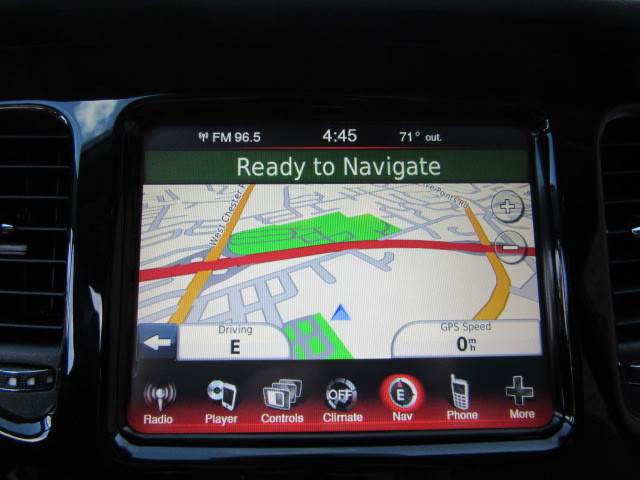 FM 96.5 4:45 71° out.
Ready to Navigate
West Chester
+
-
Driving
E
GPS Speed
0 mh
OFF E
Radio Player Controls Climate Nav Phone More